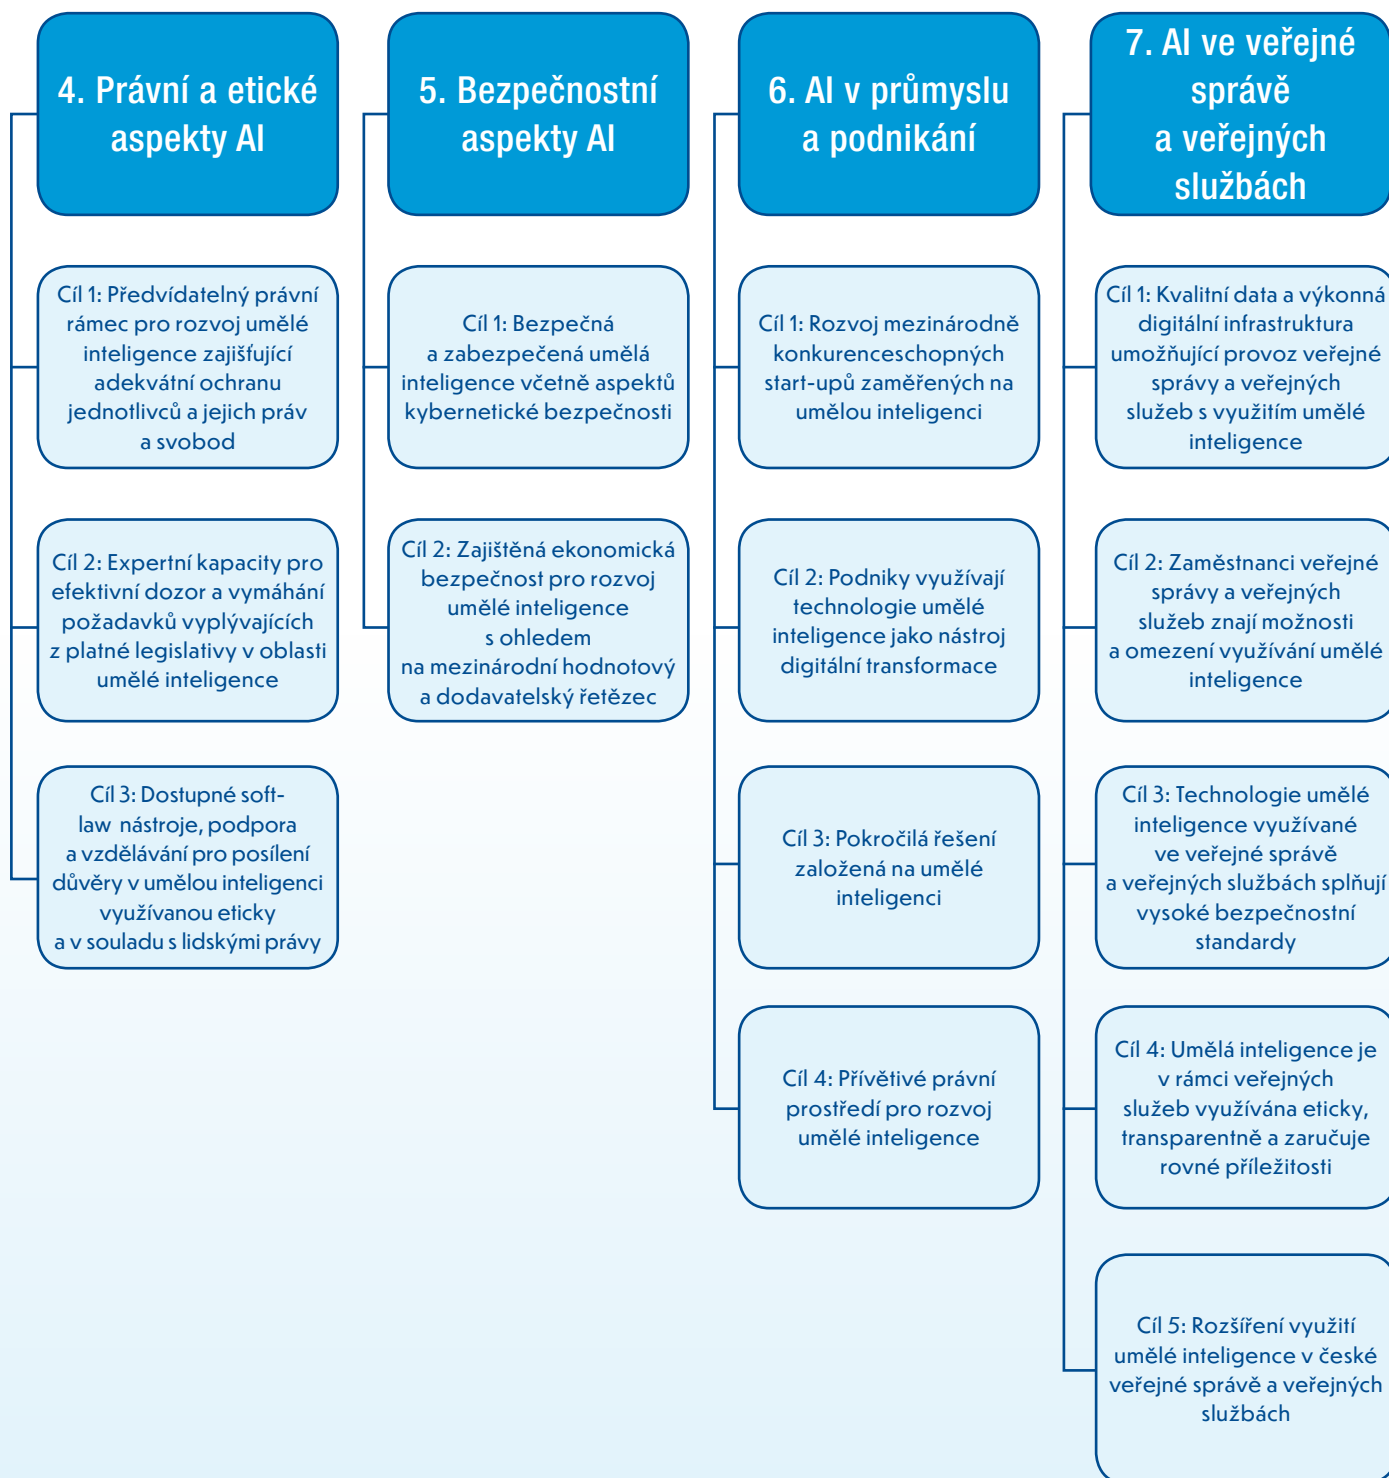 4. Právní a etické
aspekty AI
Cíl 1: Předvídatelný právní
rámec pro rozvoj umělé
inteligence zajišťující
adekvátní ochranu
jednotlivců a jejich práv
a svobod
Cíl 2: Expertní kapacity pro
efektivní dozor a vymáhání
požadavků vyplývajících
z platné legislativy v oblasti
umělé inteligence
Cíl 3: Dostupné soft-
law nástroje, podpora
a vzdělávání pro posílení
důvěry v umělou inteligenci
využívanou eticky
a v souladu s lidskými právy
5. Bezpečnostní
aspekty AI
Cíl 1: Bezpečná
a zabezpečená umělá
inteligence včetně aspektů
kybernetické bezpečnosti
Cíl 2: Zajištěná ekonomická
bezpečnost pro rozvoj
umělé inteligence
s ohledem
na mezinárodní hodnotový
a dodavatelský řetězec
6. AI v průmyslu
a podnikání
Cíl 1: Rozvoj mezinárodně
konkurenceschopných
start-upů zaměřených na
umělou inteligenci
Cíl 2: Podniky využívají
technologie umělé
inteligence jako nástroj
digitální transformace
Cíl 3: Pokročilá řešení
založená na umělé
inteligenci
Cíl 4: Přívětivé právní
prostředí pro rozvoj
umělé inteligence
7. AI ve veřejné
správě
a veřejných
službách
Cíl 1: Kvalitní data a výkonná
digitální infrastruktura
umožňující provoz veřejné
správy a veřejných
služeb s využitím umělé
inteligence
Cíl 2: Zaměstnanci veřejné
správy a veřejných
služeb znají možnosti
a omezení využívání umělé
inteligence
Cíl 3: Technologie umělé
inteligence využívané
ve veřejné správě
a veřejných službách splňují
vysoké bezpečnostní
standardy
Cíl 4: Umělá inteligence je
v rámci veřejných
služeb využívána eticky,
transparentně a zaručuje
rovné příležitosti
Cíl 5: Rozšíření využití
umělé inteligence v české
veřejné správě a veřejných
službách